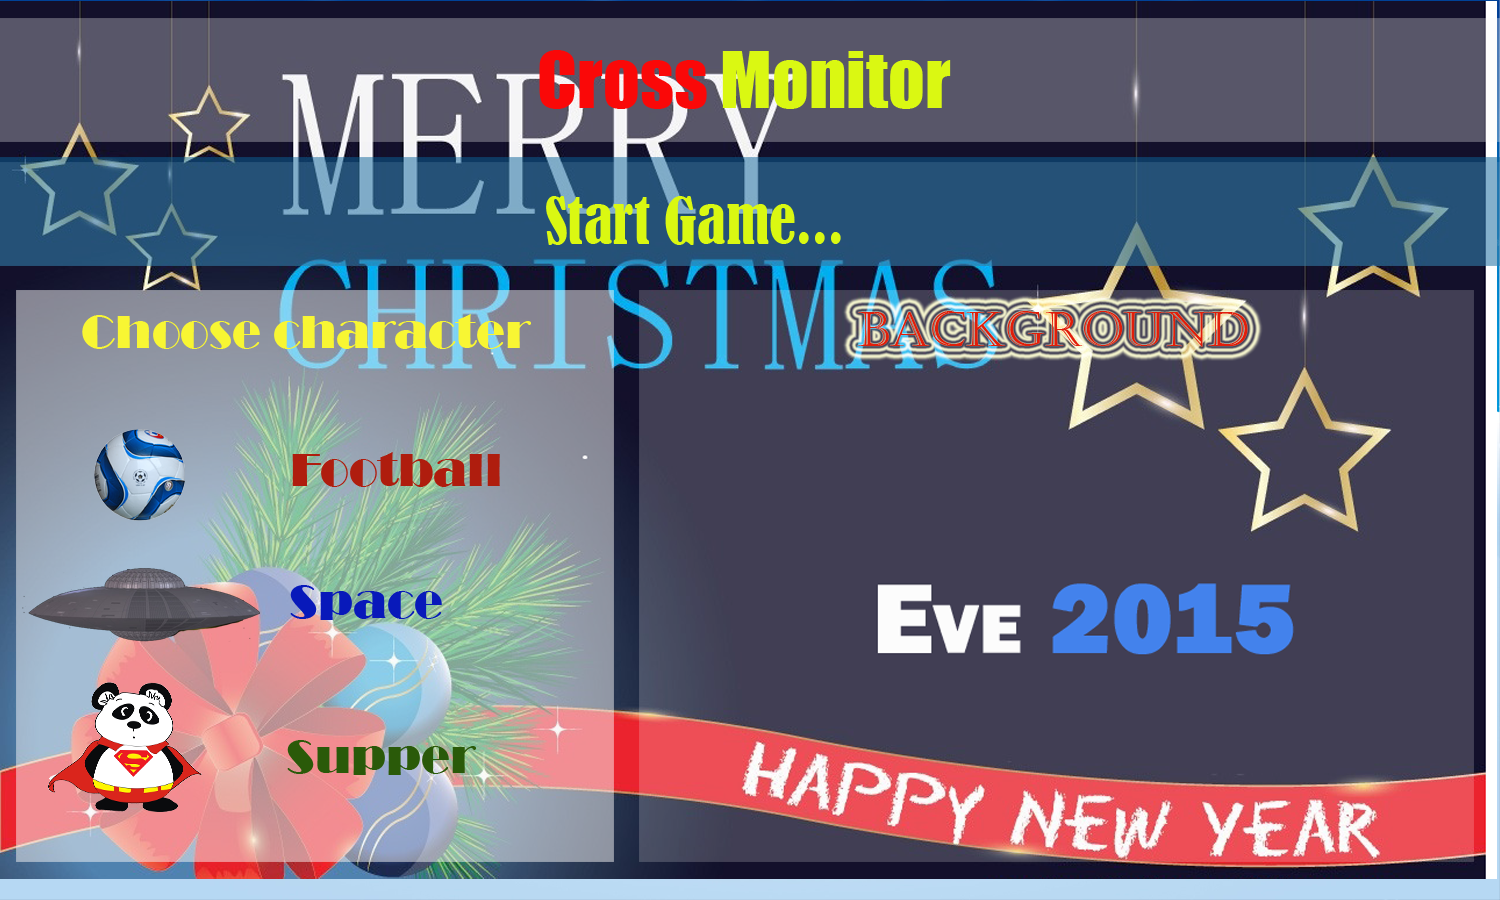 Cross Monitor
MERRY
Start Game...
CHRISTMAS
Choose character
BACKGROUND
Football
Space
Eve 2015
Supper
HAPPY NEW YEAR